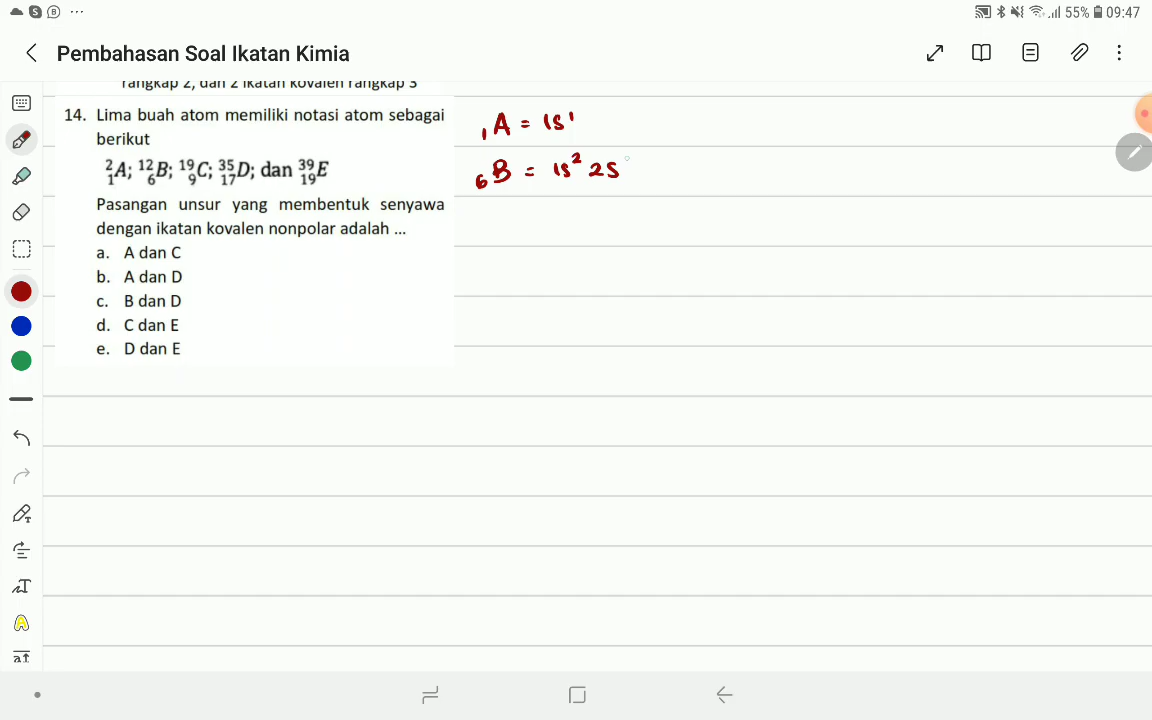 55% 09:47
Pembahasan Soal Ikatan Kimia
rangkap 2, dan 2 ikatan kovalen rangkap 3
14. Lima buah atom memiliki notasi atom sebagai
berikut
²₁A; ¹²₆B; ¹⁹₉C; ³⁵₁₇D; dan ³⁹₁₉E
Pasangan unsur yang membentuk senyawa
dengan ikatan kovalen nonpolar adalah ...
a. A dan C
b. A dan D
c. B dan D
d. C dan E
e. D dan E
₁A = 1s¹
₆B = 1s² 2s